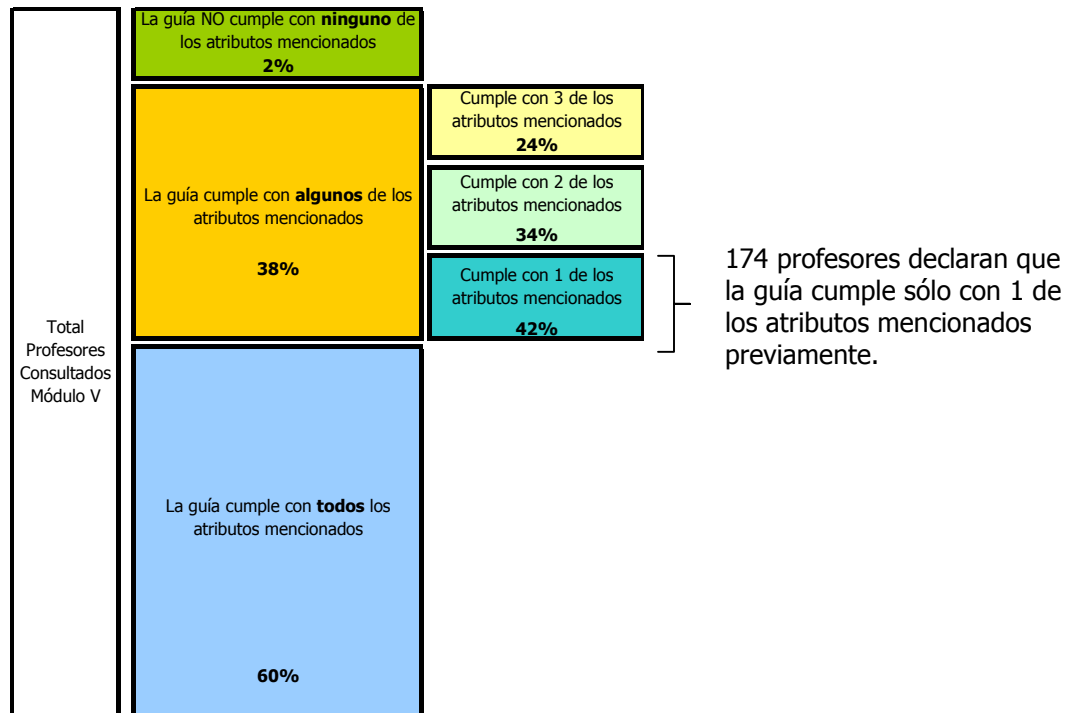 La guía NO cumple con ninguno de
los atributos mencionados
2%
Cumple con 3 de los
atributos mencionados
24%
La guía cumple con algunos de los
atributos mencionados
38%
Cumple con 2 de los
atributos mencionados
34%
Cumple con 1 de los
atributos mencionados
42%
174 profesores declaran que
la guía cumple sólo con 1 de
los atributos mencionados
previamente.
Total
Profesores
Consultados
Módulo V
La guía cumple con todos los
atributos mencionados
60%